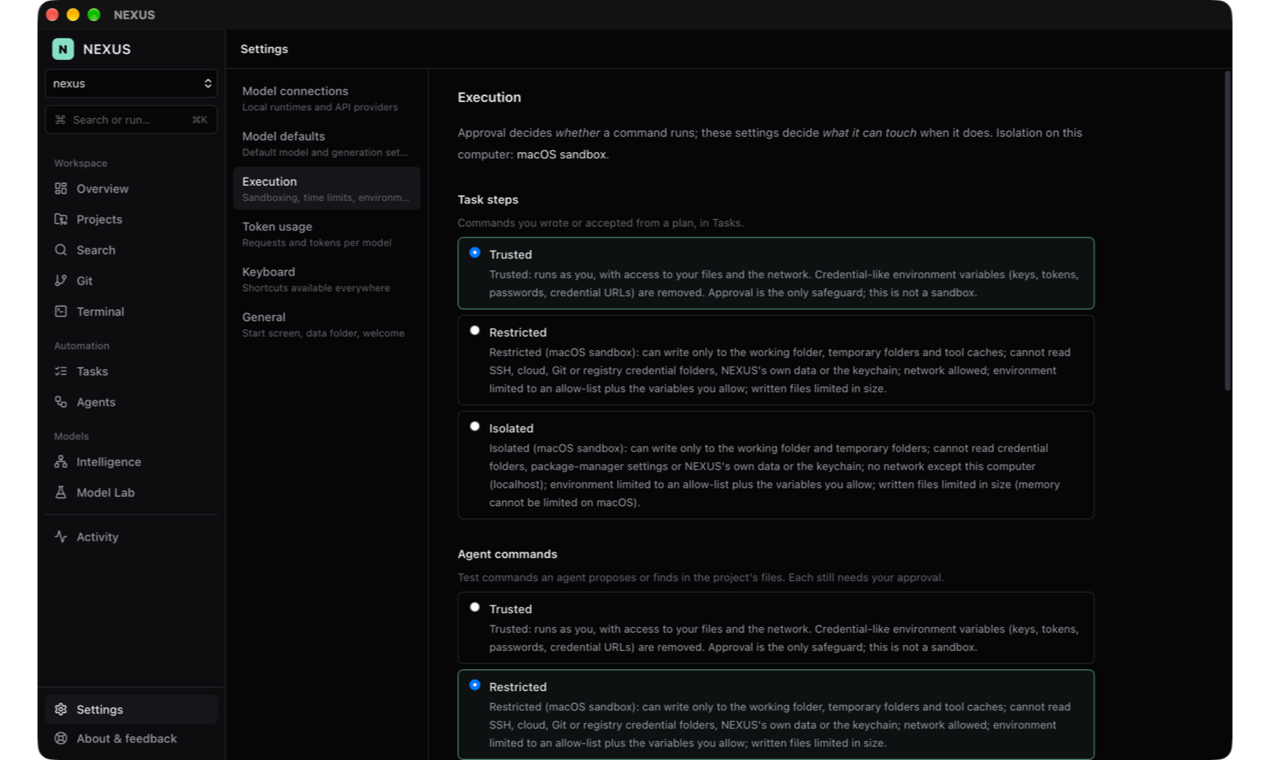 NEXUS
N NEXUS
nexus
⌘ Search or run... ⌘K
Workspace
Overview
Projects
Search
Git
Terminal
Automation
Tasks
Agents
Models
Intelligence
Model Lab
Activity
Settings
About & feedback
Settings
Model connections
Local runtimes and API providers
Model defaults
Default model and generation set...
Execution
Sandboxing, time limits, environm...
Token usage
Requests and tokens per model
Keyboard
Shortcuts available everywhere
General
Start screen, data folder, welcome
Execution
Approval decides whether a command runs; these settings decide what it can touch when it does. Isolation on this
computer: macOS sandbox.
Task steps
Commands you wrote or accepted from a plan, in Tasks.
Trusted
Trusted: runs as you, with access to your files and the network. Credential-like environment variables (keys, tokens,
passwords, credential URLs) are removed. Approval is the only safeguard; this is not a sandbox.
Restricted
Restricted (macOS sandbox): can write only to the working folder, temporary folders and tool caches; cannot read
SSH, cloud, Git or registry credential folders, NEXUS's own data or the keychain; network allowed; environment
limited to an allow-list plus the variables you allow; written files limited in size.
Isolated
Isolated (macOS sandbox): can write only to the working folder and temporary folders; cannot read credential
folders, package-manager settings or NEXUS's own data or the keychain; no network except this computer
(localhost); environment limited to an allow-list plus the variables you allow; written files limited in size (memory
cannot be limited on macOS).
Agent commands
Test commands an agent proposes or finds in the project's files. Each still needs your approval.
Trusted
Trusted: runs as you, with access to your files and the network. Credential-like environment variables (keys, tokens,
passwords, credential URLs) are removed. Approval is the only safeguard; this is not a sandbox.
Restricted
Restricted (macOS sandbox): can write only to the working folder, temporary folders and tool caches; cannot read
SSH, cloud, Git or registry credential folders, NEXUS's own data or the keychain; network allowed; environment
limited to an allow-list plus the variables you allow; written files limited in size.